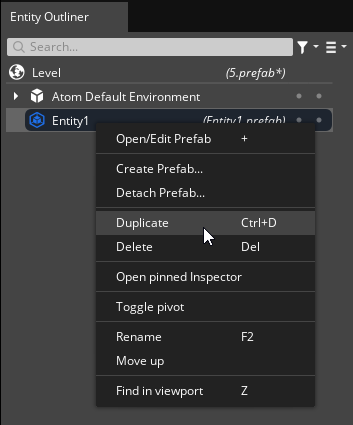 Entity Outliner
Search...
Level (5.prefab*)
Atom Default Environment
Entity1 (Entity1.prefab)
Open/Edit Prefab +
Create Prefab...
Detach Prefab...
Duplicate Ctrl+D
Delete Del
Open pinned Inspector
Toggle pivot
Rename F2
Move up
Find in viewport Z